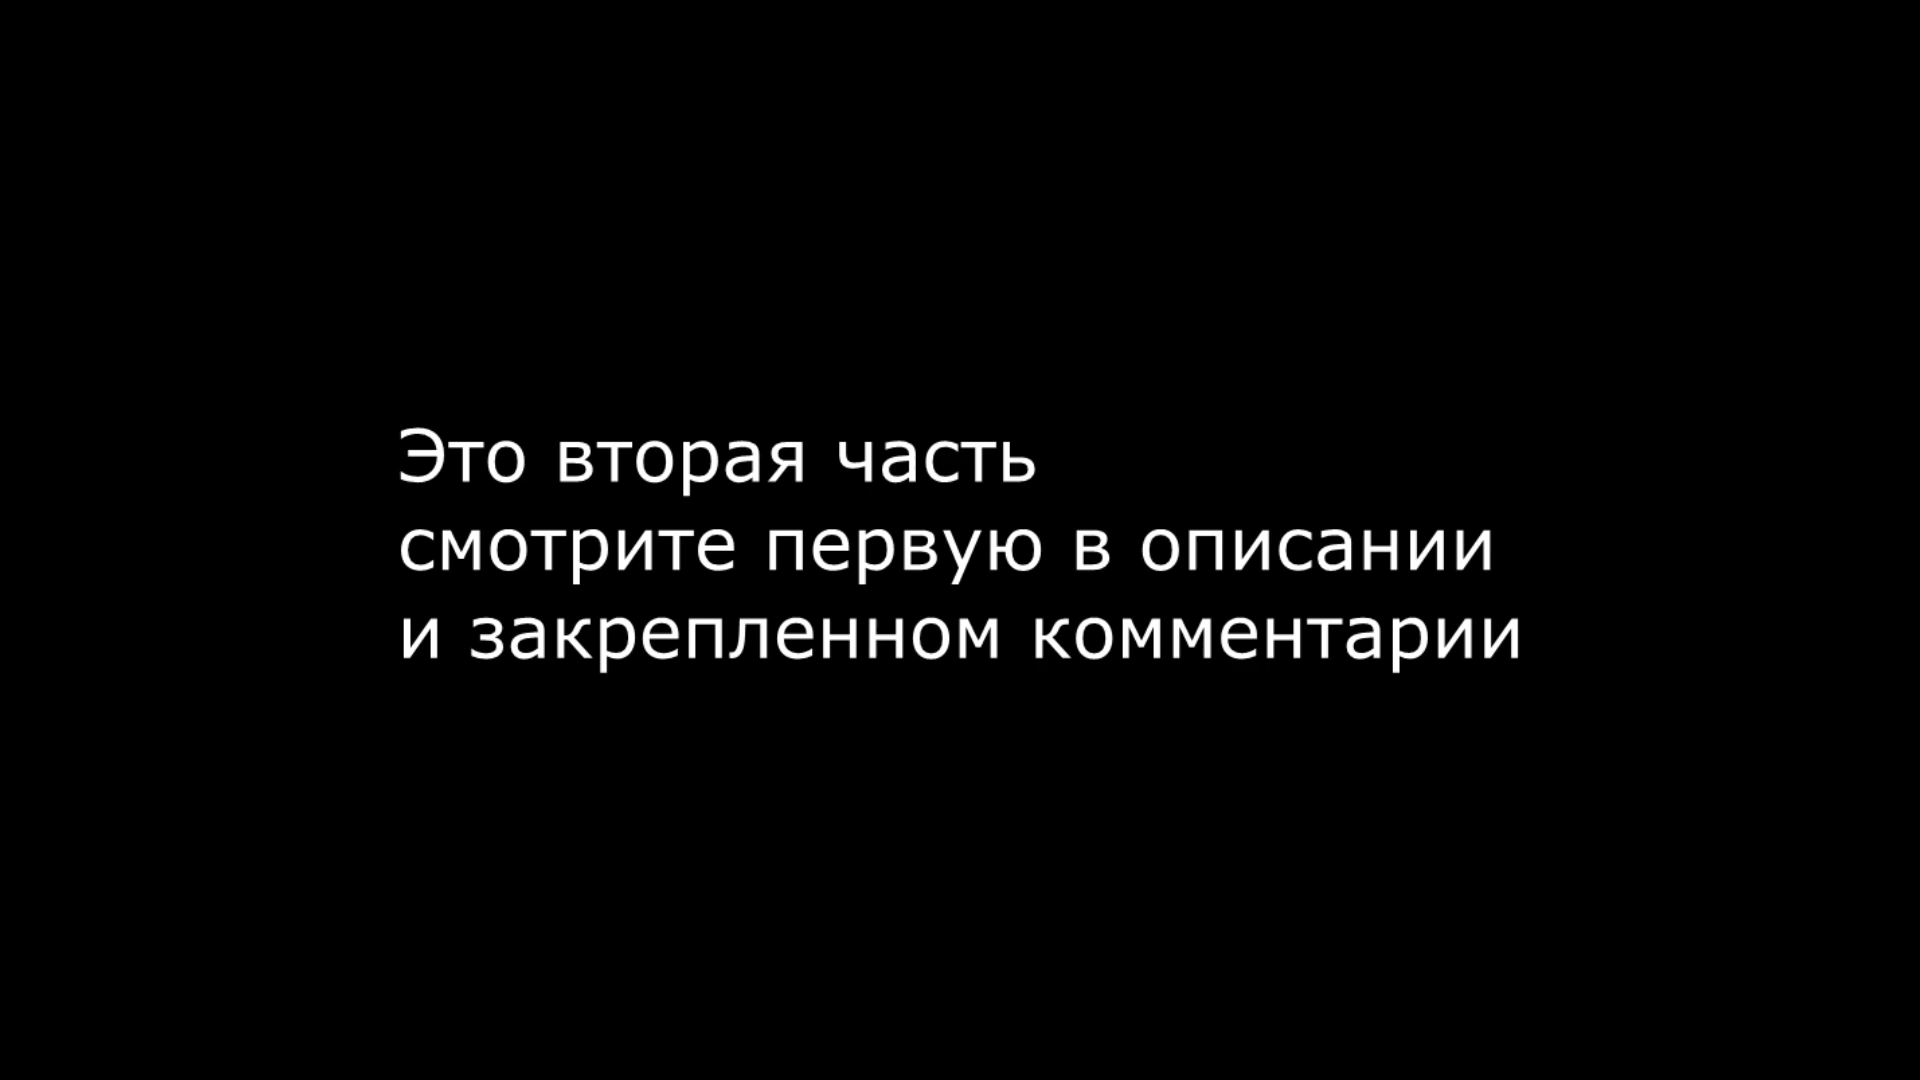 Это вторая часть
смотрите первую в описании
и закрепленном комментарии